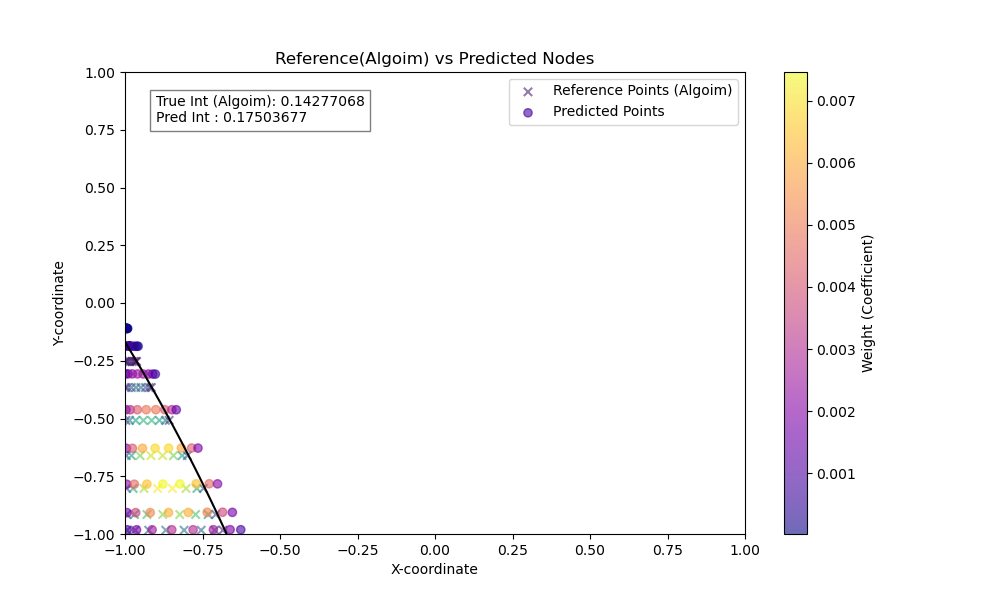 Reference(Algoim) vs Predicted Nodes
True Int (Algoim): 0.14277068
Pred Int : 0.17503677
Reference Points (Algoim)
Predicted Points
1.00
0.75
0.50
0.25
0.00
−0.25
−0.50
−0.75
−1.00
Y-coordinate
−1.00 −0.75 −0.50 −0.25 0.00 0.25 0.50 0.75 1.00
X-coordinate
0.007
0.006
0.005
0.004
0.003
0.002
0.001
Weight (Coefficient)